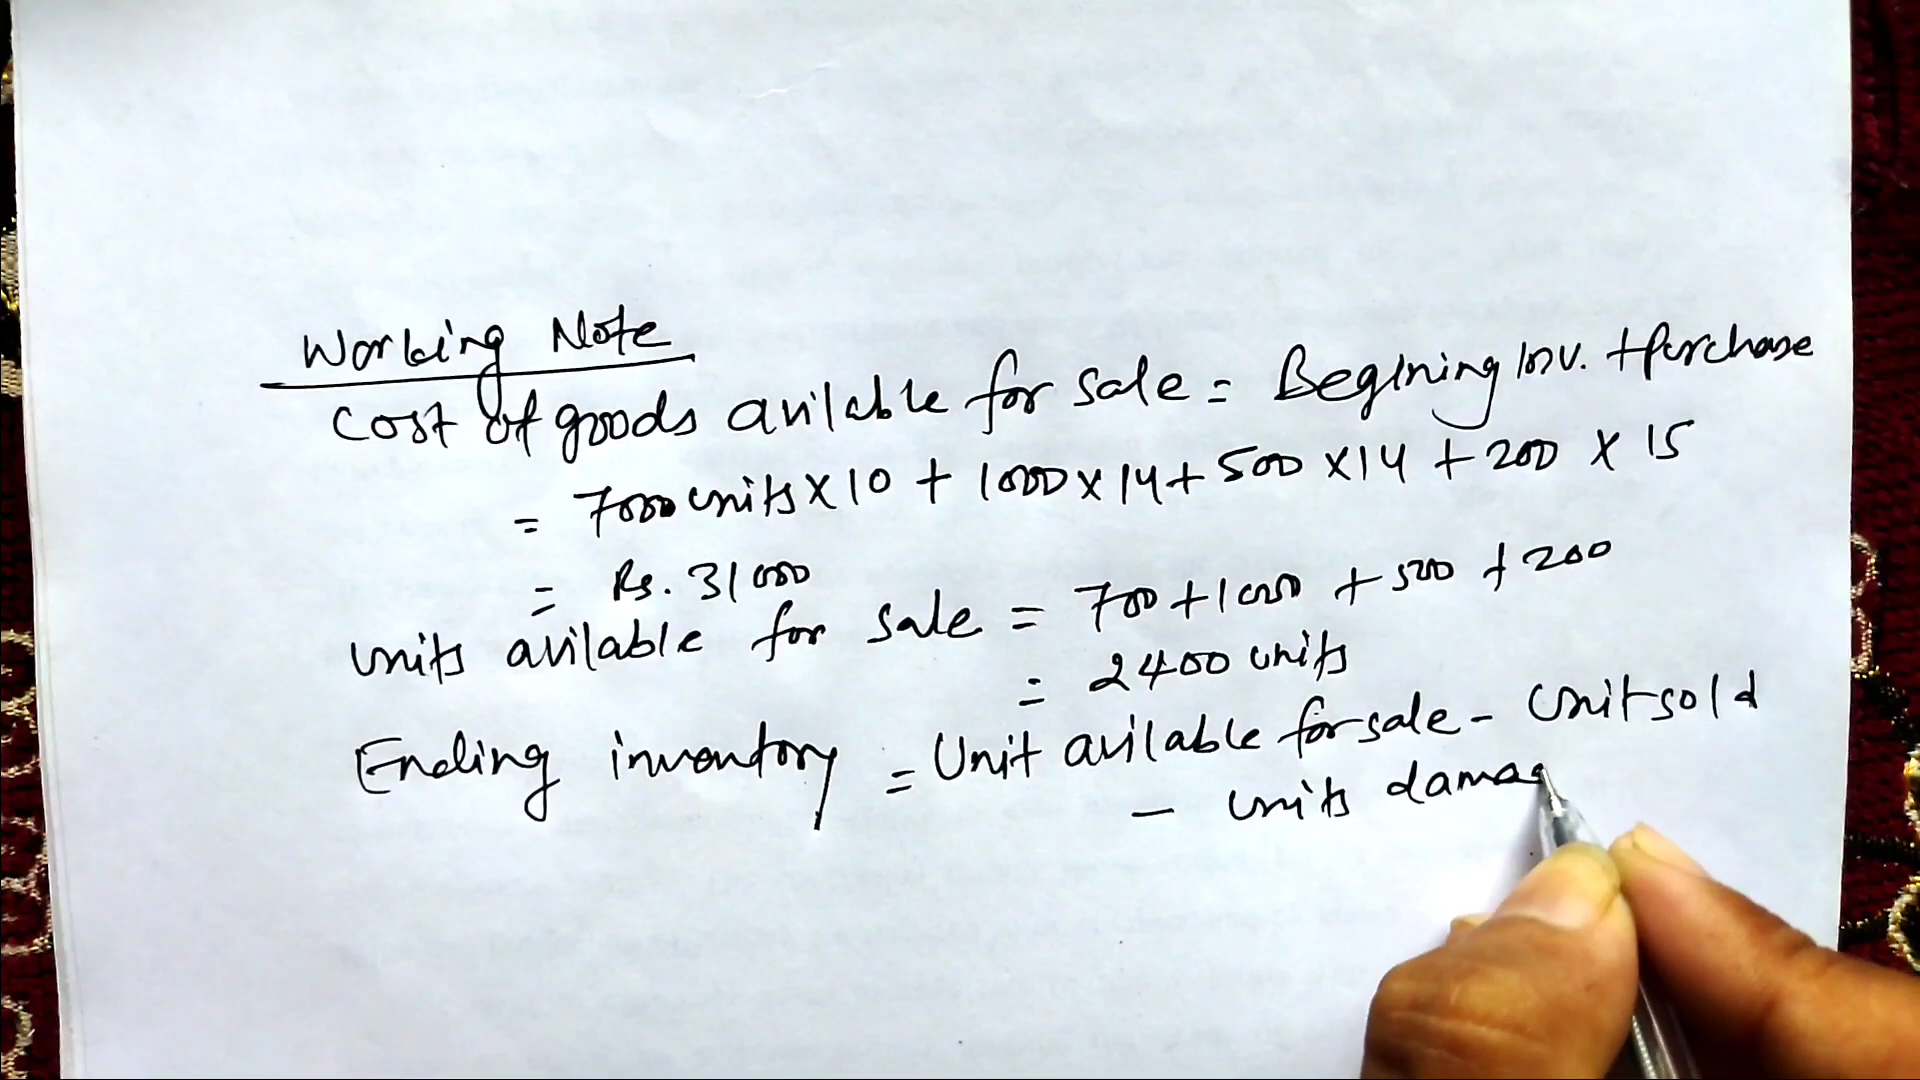 Working Note
Cost of goods avilable for sale = Begining Inv. + Purchase
= 7000 units X 10 + 1000 X 14 + 500 X 14 + 200 X 15
= Rs. 31000
units avilable for sale = 700 + 1000 + 500 + 200
= 2400 units
Ending inventory = Unit avilable for sale - Unit sold
- units damag